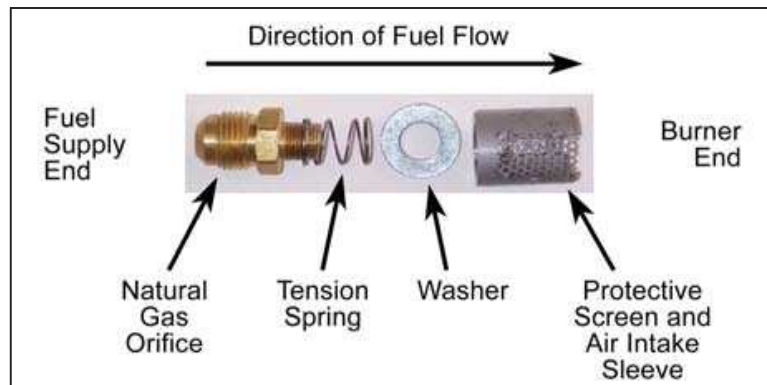 Direction of Fuel Flow
Fuel
Supply
End
Burner
End
Natural
Gas
Orifice
Tension
Spring
Washer
Protective
Screen and
Air Intake
Sleeve